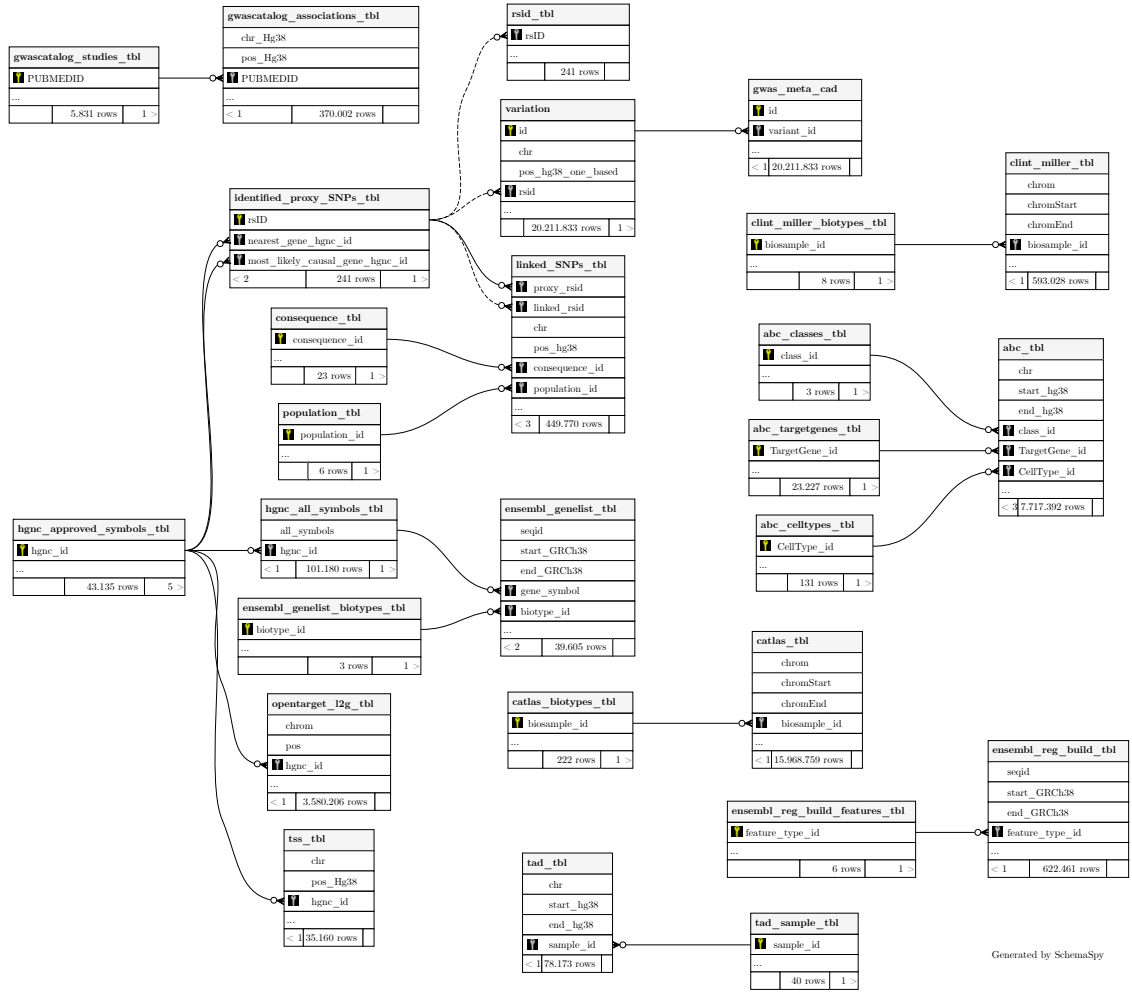 gwascatalog_studies_tbl
PUBMEDID
...
5.831 rows 1 >
gwascatalog_associations_tbl
chr_Hg38
pos_Hg38
PUBMEDID
...
< 1 370.002 rows
rsid_tbl
rsID
...
241 rows
variation
id
chr
pos_hg38_one_based
rsid
...
20.211.833 rows 1 >
gwas_meta_cad
id
variant_id
...
< 1 20.211.833 rows
clint_miller_tbl
chrom
chromStart
chromEnd
biosample_id
...
< 1 593.028 rows
clint_miller_biotypes_tbl
biosample_id
...
8 rows 1 >
identified_proxy_SNPs_tbl
rsID
nearest_gene_hgnc_id
most_likely_causal_gene_hgnc_id
< 2 241 rows 1 >
linked_SNPs_tbl
proxy_rsid
linked_rsid
chr
pos_hg38
consequence_id
population_id
...
< 3 449.770 rows
consequence_tbl
consequence_id
...
23 rows 1 >
population_tbl
population_id
...
6 rows 1 >
abc_classes_tbl
class_id
...
3 rows 1 >
abc_tbl
chr
start_hg38
end_hg38
class_id
TargetGene_id
CellType_id
...
< 3 7.717.392 rows
abc_targetgenes_tbl
TargetGene_id
...
23.227 rows 1 >
abc_celltypes_tbl
CellType_id
...
131 rows 1 >
hgnc_approved_symbols_tbl
hgnc_id
...
43.135 rows 5 >
hgnc_all_symbols_tbl
all_symbols
hgnc_id
< 1 101.180 rows 1 >
ensembl_genelist_tbl
seqid
start_GRCh38
end_GRCh38
gene_symbol
biotype_id
...
< 2 39.605 rows
ensembl_genelist_biotypes_tbl
biotype_id
...
3 rows 1 >
opentarget_l2g_tbl
chrom
pos
hgnc_id
...
< 1 3.580.206 rows
catlas_biotypes_tbl
biosample_id
...
222 rows 1 >
catlas_tbl
chrom
chromStart
chromEnd
biosample_id
...
< 1 15.968.759 rows
ensembl_reg_build_tbl
seqid
start_GRCh38
end_GRCh38
feature_type_id
...
< 1 622.461 rows
ensembl_reg_build_features_tbl
feature_type_id
...
6 rows 1 >
tss_tbl
chr
pos_Hg38
hgnc_id
...
< 1 35.160 rows
tad_tbl
chr
start_hg38
end_hg38
sample_id
< 1 78.173 rows
tad_sample_tbl
sample_id
...
40 rows 1 >
Generated by SchemaSpy